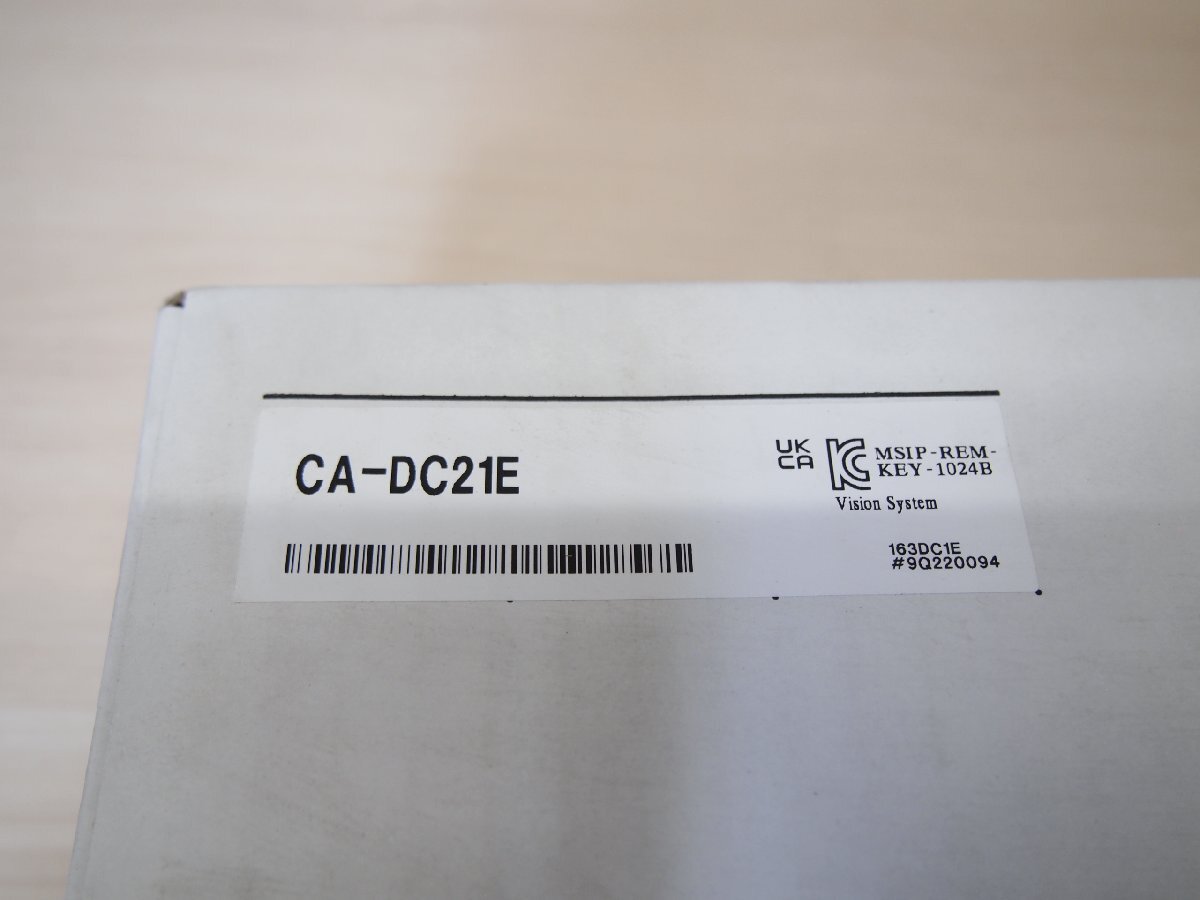 CA-DC21E
UK
CA
MSIP-REM-
KEY-1024B
Vision System
163DC1E
#9Q220094